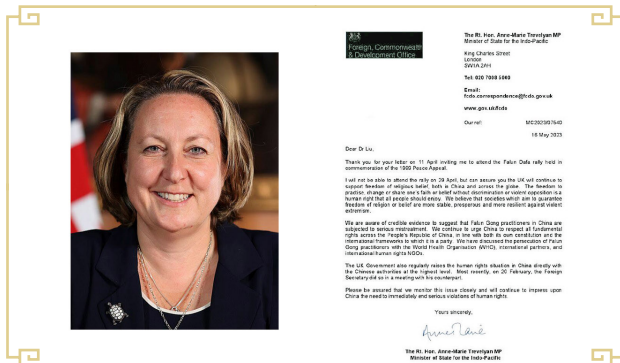 Foreign, Commonwealth
& Development Office
The Rt. Hon. Anne-Marie Trevelyan MP
Minister of State for the Indo-Pacific
King Charles Street
London
SW1A 2AH
Tel: 020 7008 5000
Email:
fcdo.correspondence@fcdo.gov.uk
www.gov.uk/fcdo
Our ref: MC2023/07540
16 May 2023
Dear Dr Liu,
Thank you for your letter on 11 April inviting me to attend the Falun Dafa rally held in
commemoration of the 1999 Peace Appeal.
I will not be able to attend the rally on 29 April, but can assure you the UK will continue to
support freedom of religious belief, both is China and across the globe. The freedom to
practise, change or share one's faith or belief without discrimination or violent opposition is a
human right that all people should enjoy. We believe that societies which aim to guarantee
freedom of religion or belief are more stable, prosperous and more resilient against violent
extremism.
We are aware of credible evidence to suggest that Falun Gong practitioners in China are
subjected to serious mistreatment. We continue to urge China to respect all fundamental
rights across the People's Republic of China, in line with both its own constitution and the
international frameworks to which it is a party. We have discussed the persecution of Falun
Gong practitioners with the World Health Organisation (WHO), international partners, and
international human rights NGOs.
The UK Government also regularly raises the human rights situation in China directly with
the Chinese authorities at the highest level. Most recently, on 20 February, the Foreign
Secretary did so in a meeting with his counterpart.
Please be assured that we monitor this issue closely and will continue to impress upon
China the need to immediately end serious violations of human rights
Yours sincerely,
Anne-Marie
The Rt. Hon. Anne-Marie Trevelyan MP
Minister of State for the Indo-Pacific